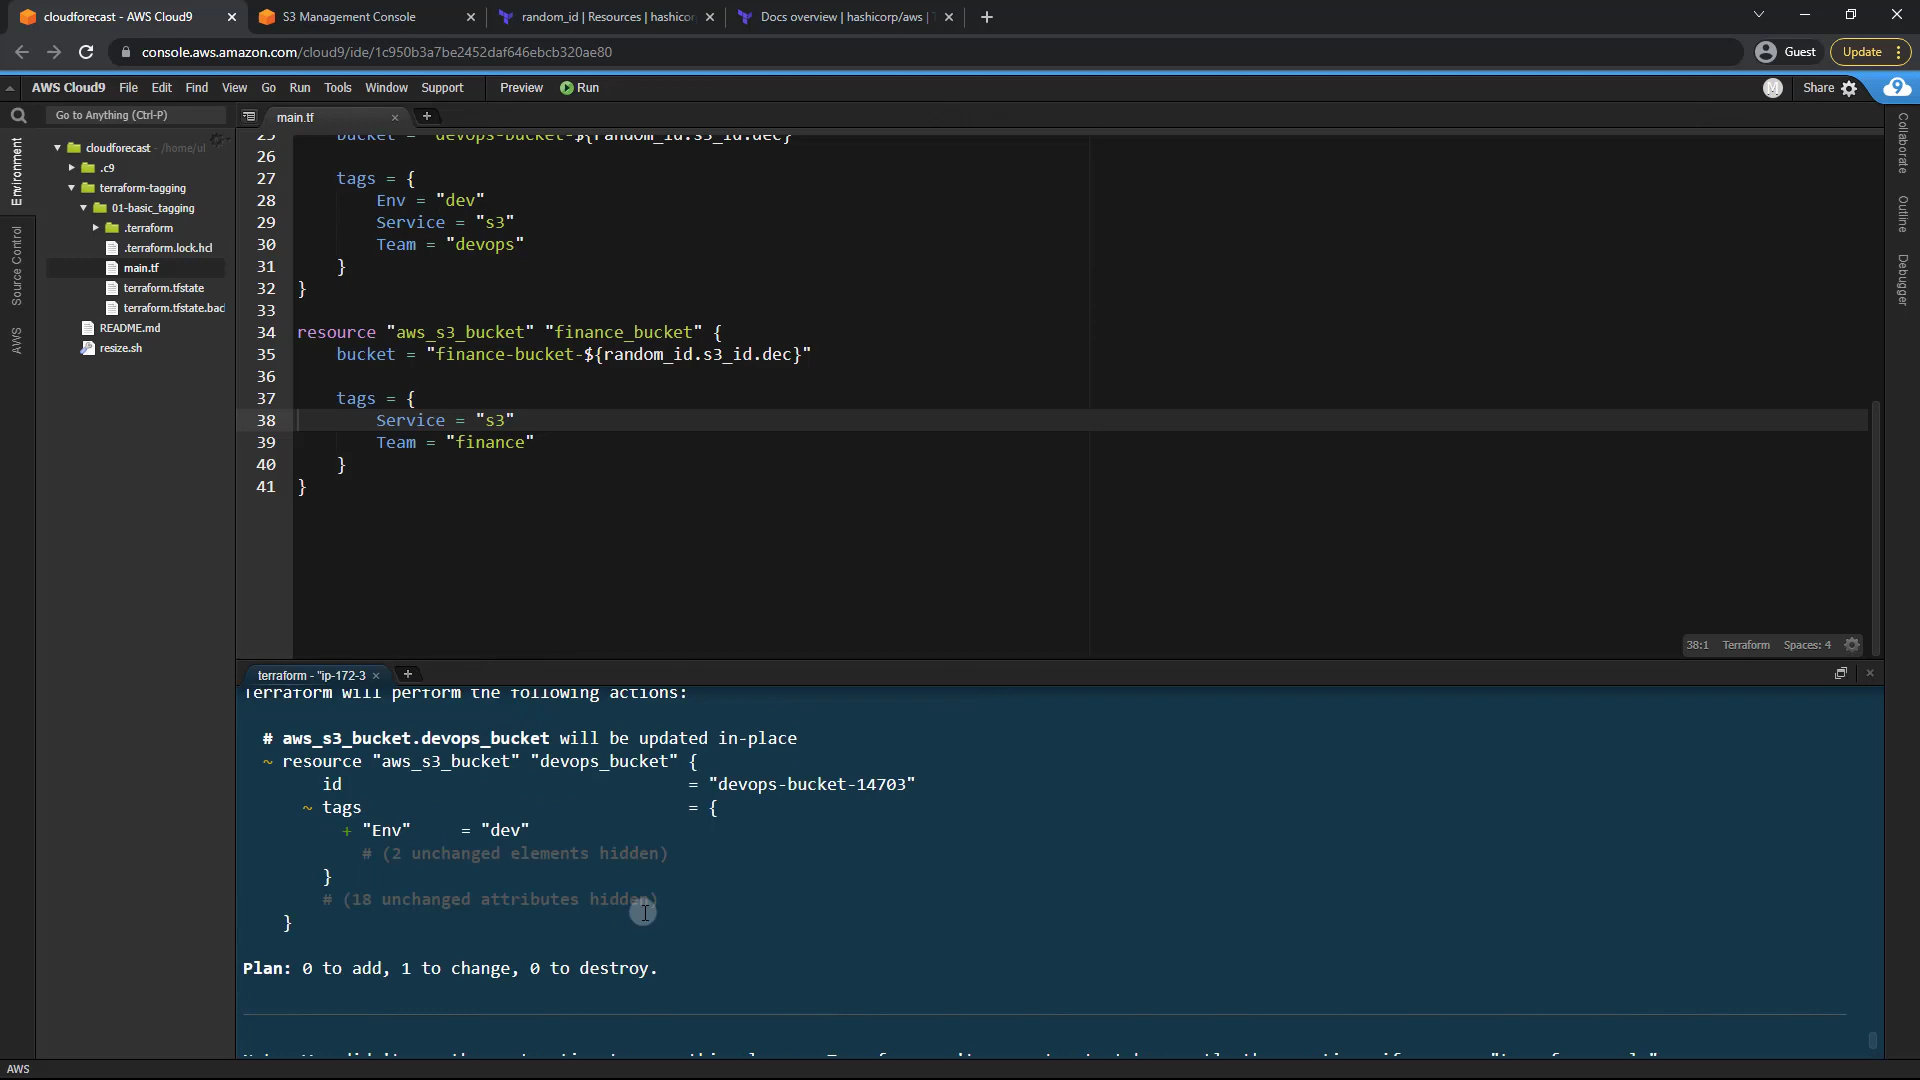 cloudforecast - AWS Cloud9
S3 Management Console
random_id | Resources | hashicor
Docs overview | hashicorp/aws |
console.aws.amazon.com/cloud9/ide/1c950b3a7be2452daf646ebcb320ae80
Guest
Update
AWS Cloud9 File Edit Find View Go Run Tools Window Support Preview Run
M
Share
9
Go to Anything (Ctrl-P)
main.tf
Environment
Source Control
AWS
Collaborate
Outline
Debugger
cloudforecast - /home/ul
.c9
terraform-tagging
01-basic_tagging
.terraform
.terraform.lock.hcl
main.tf
terraform.tfstate
terraform.tfstate.bac
README.md
resize.sh
25 bucket = "devops-bucket-${random_id.s3_id.dec}"
26
27 tags = {
28 Env = "dev"
29 Service = "s3"
30 Team = "devops"
31 }
32 }
33
34 resource "aws_s3_bucket" "finance_bucket" {
35 bucket = "finance-bucket-${random_id.s3_id.dec}"
36
37 tags = {
38 Service = "s3"
39 Team = "finance"
40 }
41 }
38:1 Terraform Spaces: 4
terraform - "ip-172-3
Terraform will perform the following actions:
# aws_s3_bucket.devops_bucket will be updated in-place
~ resource "aws_s3_bucket" "devops_bucket" {
id = "devops-bucket-14703"
~ tags = {
+ "Env" = "dev"
# (2 unchanged elements hidden)
}
# (18 unchanged attributes hidden)
}
Plan: 0 to add, 1 to change, 0 to destroy.
AWS